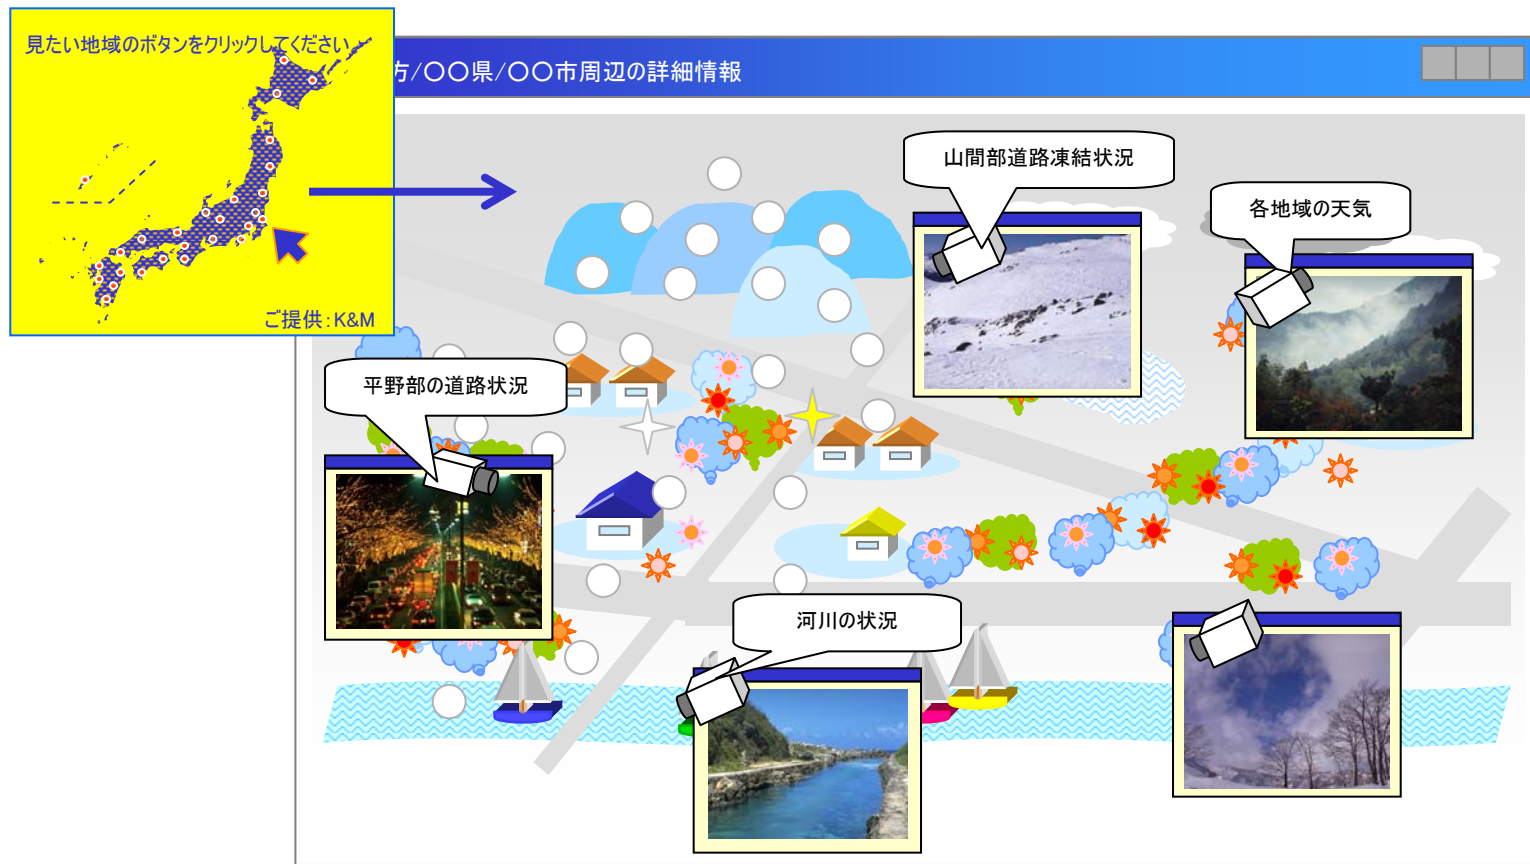 見たい地域のボタンをクリックしてください。
方/〇〇県/〇〇市周辺の詳細情報
山間部道路凍結状況
各地域の天気
ご提供:K&M
平野部の道路状況
河川の状況